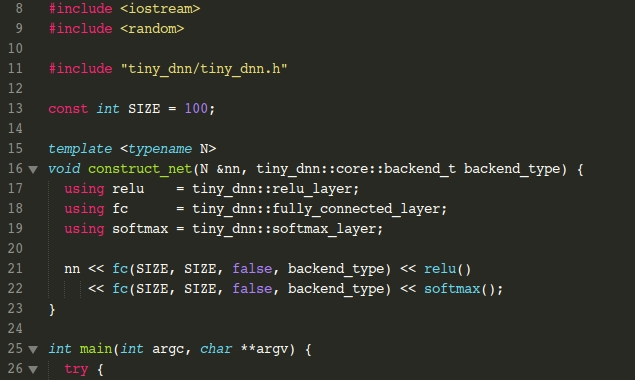 8 #include <iostream>
9 #include <random>
10
11 #include "tiny_dnn/tiny_dnn.h"
12
13 const int SIZE = 100;
14
15 template <typename N>
16 void construct_net(N &nn, tiny_dnn::core::backend_t backend_type) {
17   using relu    = tiny_dnn::relu_layer;
18   using fc      = tiny_dnn::fully_connected_layer;
19   using softmax = tiny_dnn::softmax_layer;
20
21   nn << fc(SIZE, SIZE, false, backend_type) << relu()
22      << fc(SIZE, SIZE, false, backend_type) << softmax();
23 }
24
25 int main(int argc, char **argv) {
26   try {